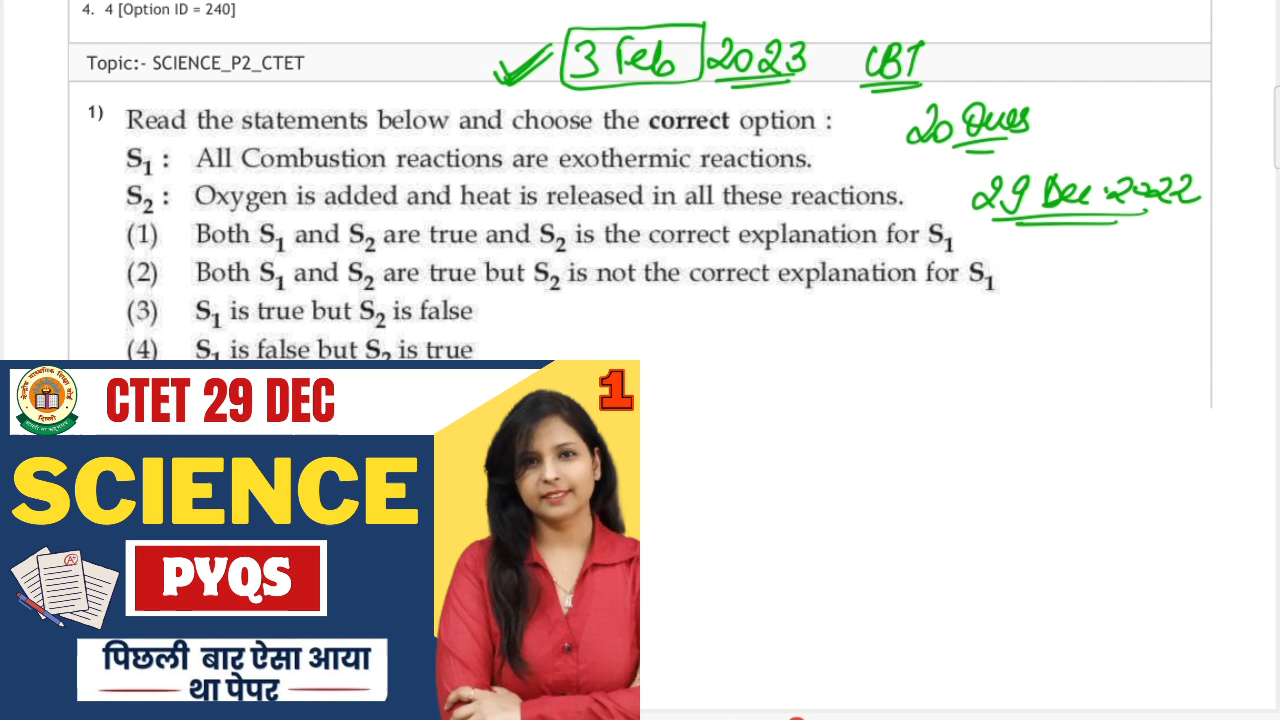 4. 4 [Option ID = 240]
Topic:- SCIENCE_P2_CTET
✓ 3 Feb 2023 CBT
20 Ques
29 Dec. 2022
1) Read the statements below and choose the correct option :
S1 : All Combustion reactions are exothermic reactions.
S2 : Oxygen is added and heat is released in all these reactions.
(1) Both S1 and S2 are true and S2 is the correct explanation for S1
(2) Both S1 and S2 are true but S2 is not the correct explanation for S1
(3) S1 is true but S2 is false
(4) S1 is false but S2 is true
CTET 29 DEC
1
SCIENCE
A+
PYQS
पिछली बार ऐसा आया
था पेपर